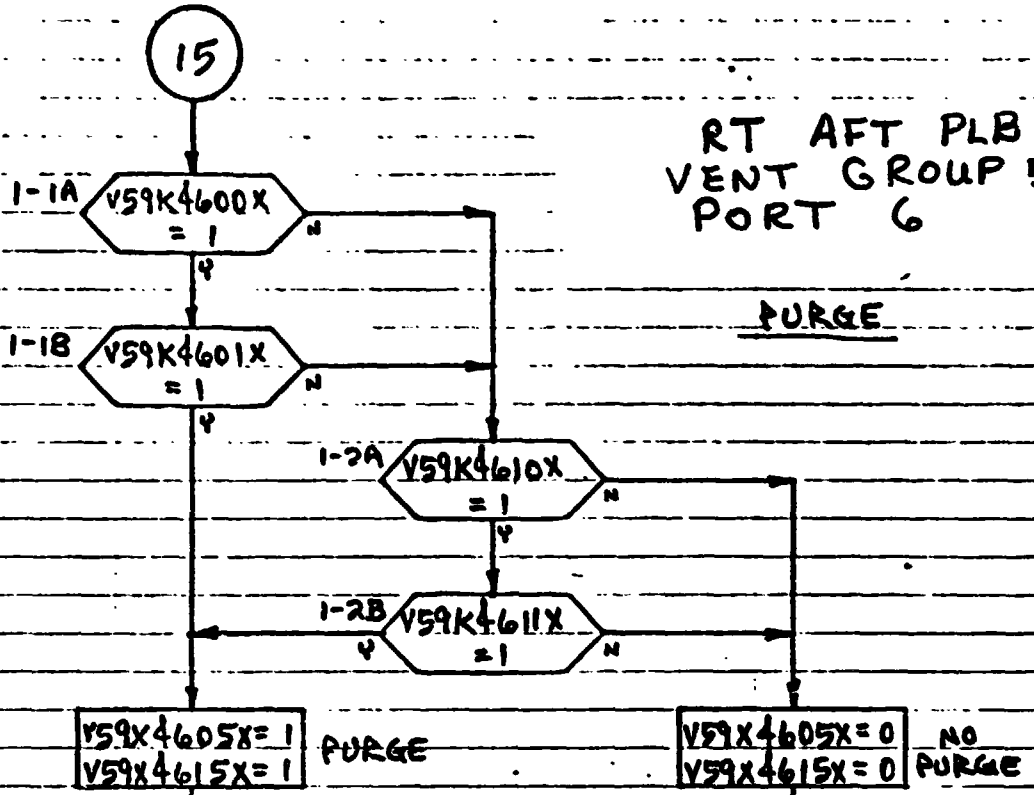 15
RT AFT PLB
VENT GROUP
PORT 6
PURGE
1-1A
V59K4600X
= 1
N
Y
1-1B
V59K4601X
= 1
N
Y
1-2A
V59K4610X
= 1
N
Y
1-2B
V59K4611X
= 1
Y
N
V59X4605X = 1
V59X4615X = 1
PURGE
V59X4605X = 0
V59X4615X = 0
NO
PURGE